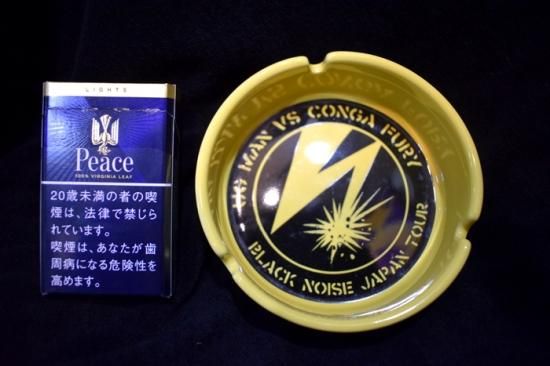 LIGHTS
Peace
100% VIRGINIA LEAF
20歳未満の者の喫
煙は、法律で禁じら
れています。
喫煙は、あなたが歯
周病になる危険性を
高めます。
UG MAN VS CONGA FURY
BLACK NOISE JAPAN TOUR